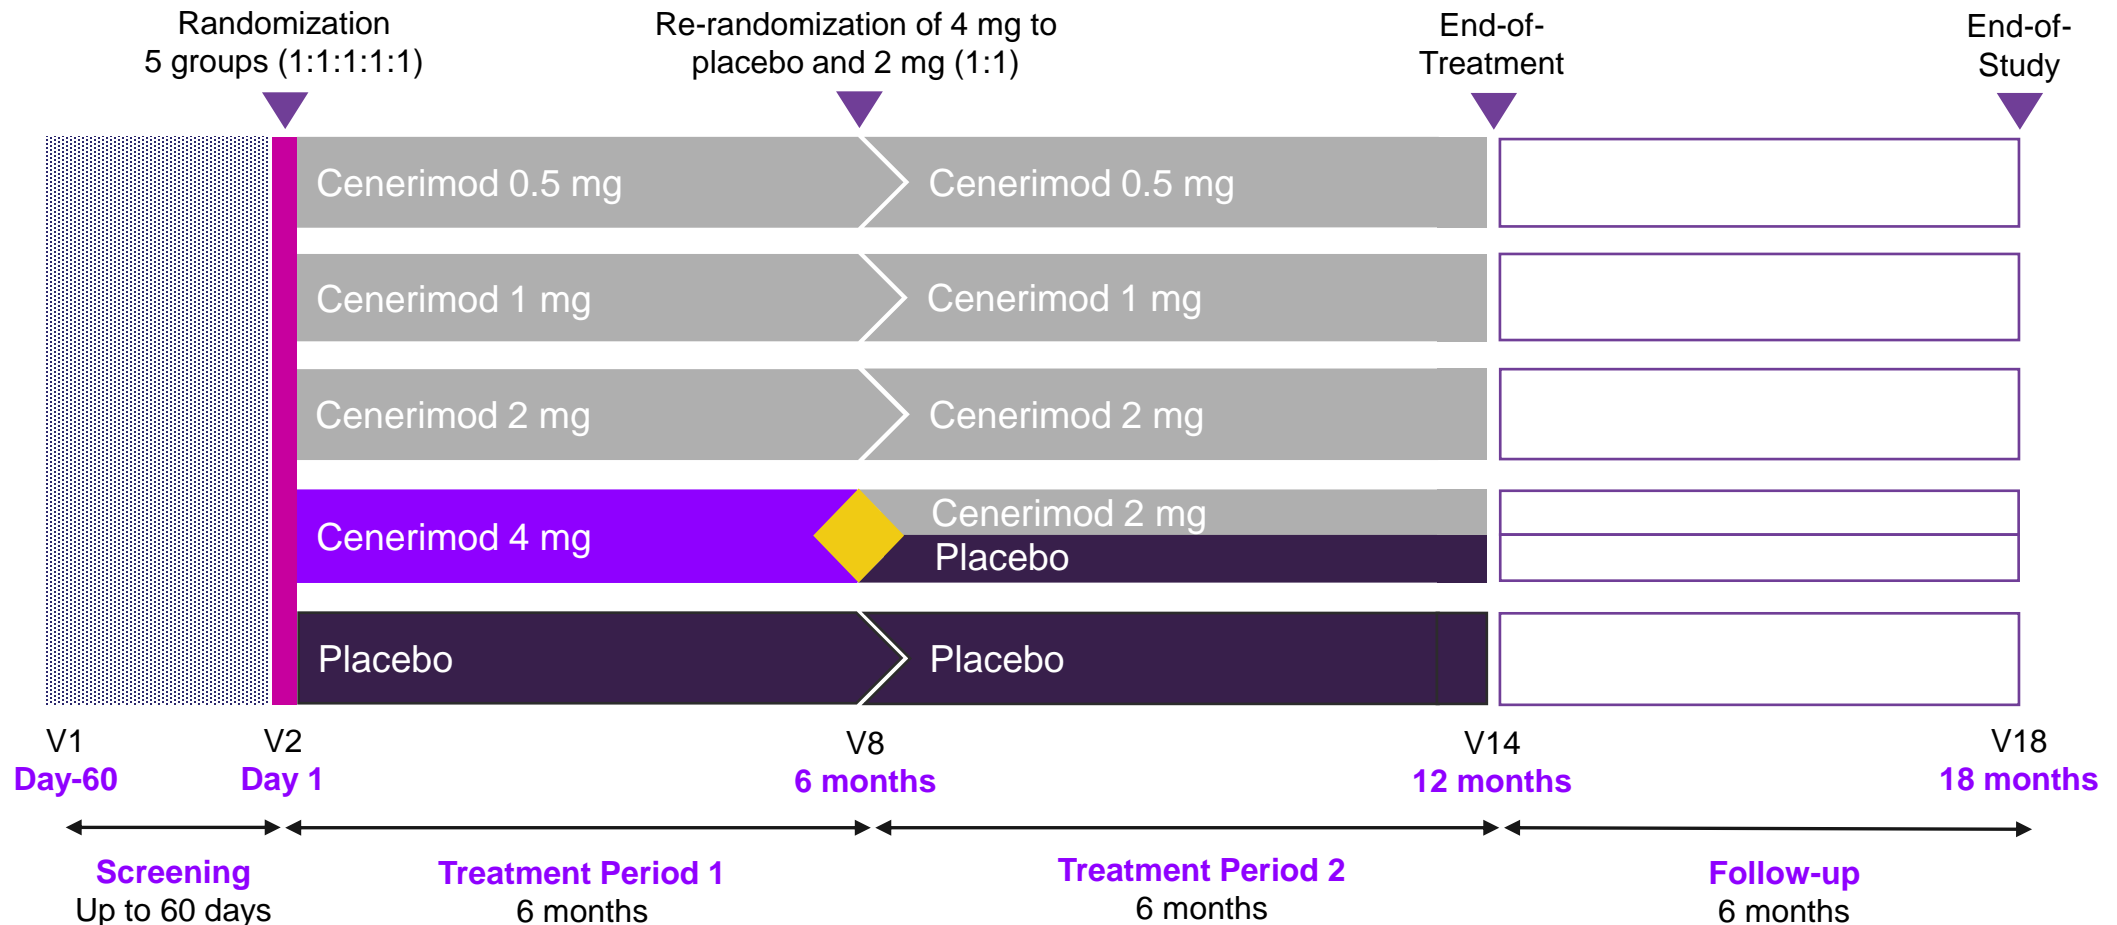 Randomization
5 groups (1:1:1:1:1)
Re-randomization of 4 mg to
placebo and 2 mg (1:1)
End-of-
Treatment
End-of-
Study
Cenerimod 0.5 mg
Cenerimod 0.5 mg
Cenerimod 1 mg
Cenerimod 1 mg
Cenerimod 2 mg
Cenerimod 2 mg
Cenerimod 4 mg
Cenerimod 2 mg
Placebo
Placebo
Placebo
V1
Day-60
V2
Day 1
V8
6 months
V14
12 months
V18
18 months
Screening
Up to 60 days
Treatment Period 1
6 months
Treatment Period 2
6 months
Follow-up
6 months